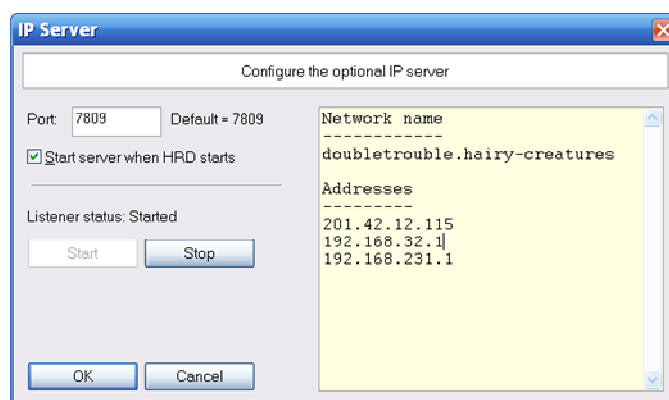 IP Server
Configure the optional IP server
Port: 7809 Default = 7809
Start server when HRD starts
Listener status: Started
Start Stop
OK Cancel
Network name
------------
doubletrouble.hairy-creatures
Addresses
---------
201.42.12.115
192.168.32.1
192.168.231.1